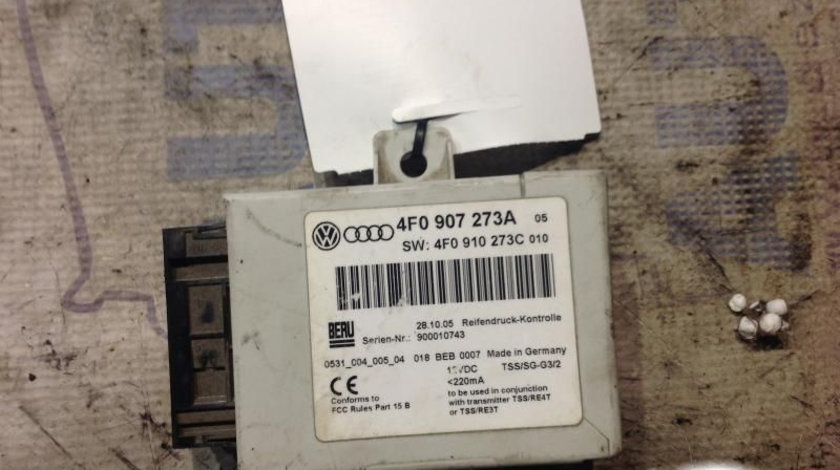 4F0 907 273A 05
SW: 4F0 910 273C 010
BERU
28.10.05 Reifendruck-Kontrolle
Serien-Nr.: 900010743
0531_004_005_04 018 BEB 0007 Made in Germany
VDC TSS/SG-G3/2
<220mA
CE
Conforms to
FCC Rules Part 15 B
to be used in conjunction
with transmitter TSS/RE4T
or TSS/RE3T